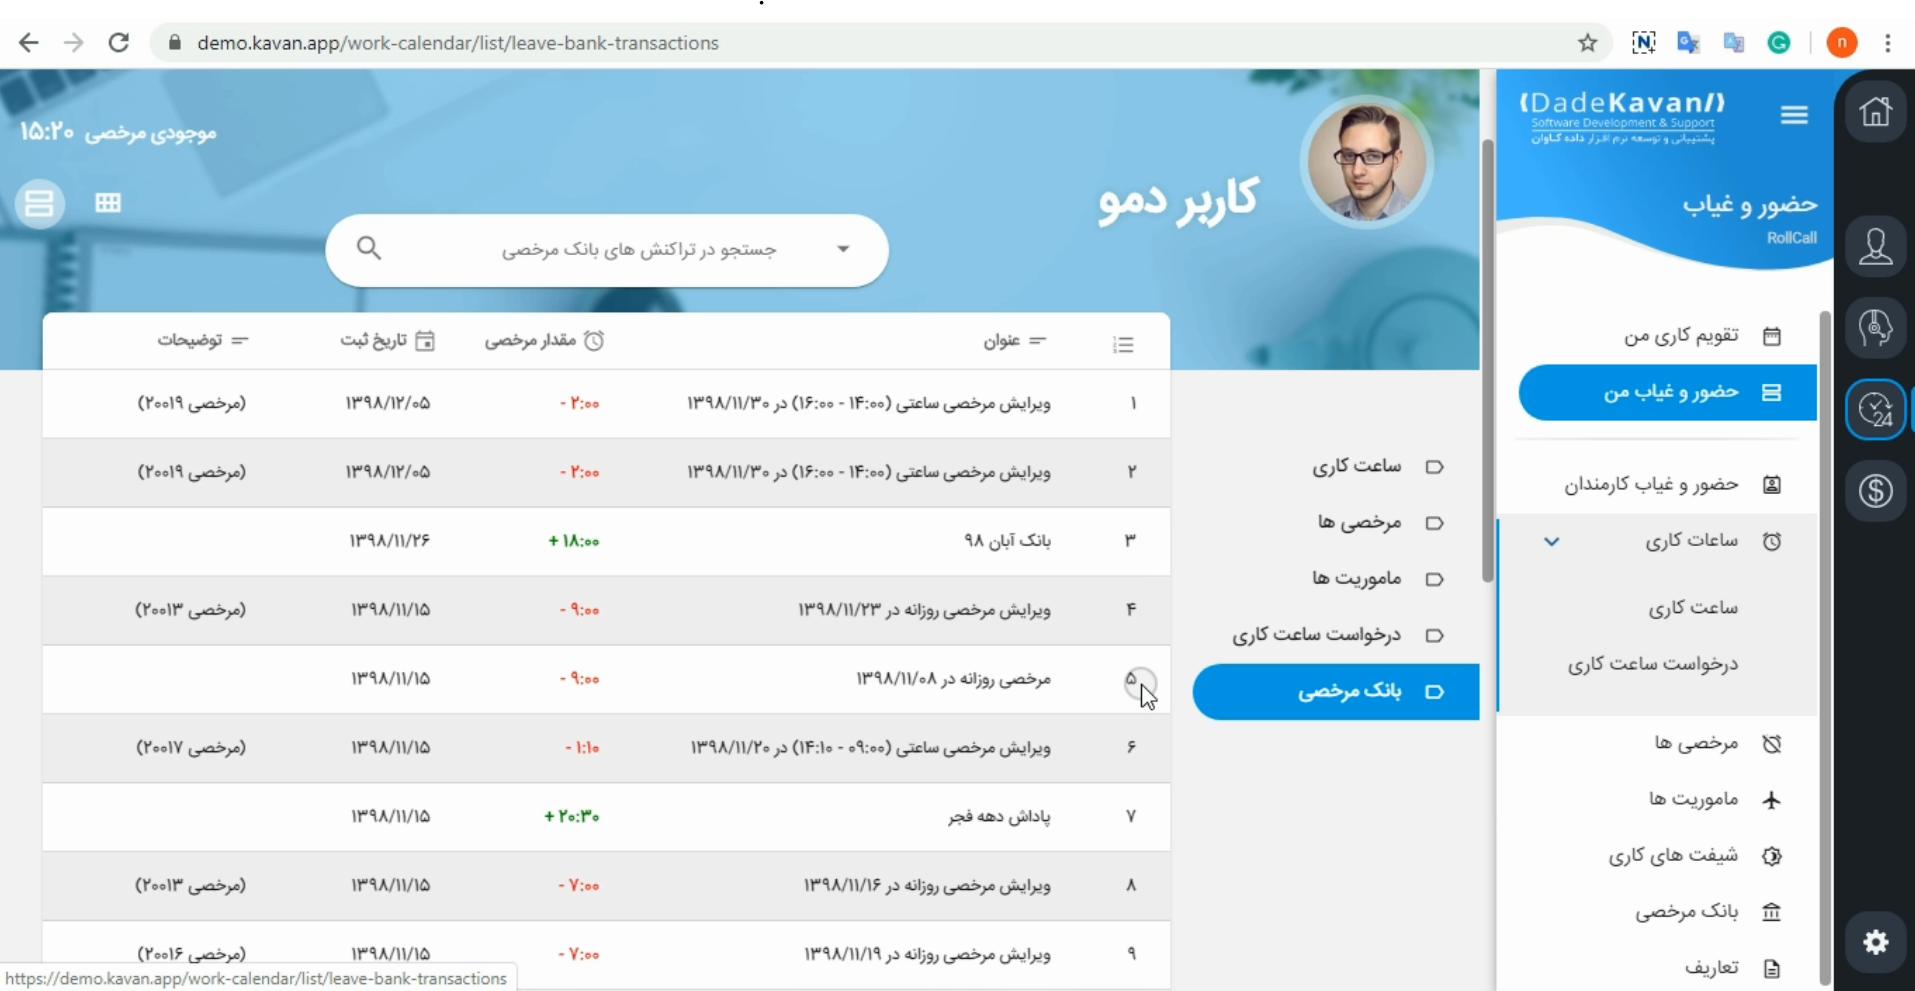 demo.kavan.app/work-calendar/list/leave-bank-transactions
n
(DadeKavan/)
Software Development & Support
پشتیبانی و توسعه نرم افزار داده کاوان
حضور و غیاب
RollCall
تقویم کاری من
حضور و غیاب من
حضور و غیاب کارمندان
ساعات کاری
ساعت کاری
درخواست ساعت کاری
مرخصی ها
ماموریت ها
شیفت های کاری
بانک مرخصی
تعاریف
24
کاربر دمو
موجودی مرخصی ۱۵:۲۰
جستجو در تراکنش های بانک مرخصی
ساعت کاری
مرخصی ها
ماموریت ها
درخواست ساعت کاری
بانک مرخصی
عنوان مقدار مرخصی تاریخ ثبت توضیحات
۱ ویرایش مرخصی ساعتی (۱۴:۰۰ - ۱۶:۰۰) در ۱۳۹۸/۱۱/۳۰ ۲:۰۰ - ۱۳۹۸/۱۲/۰۵ (مرخصی ۲۰۰۱۹)
۲ ویرایش مرخصی ساعتی (۱۴:۰۰ - ۱۶:۰۰) در ۱۳۹۸/۱۱/۳۰ ۲:۰۰ - ۱۳۹۸/۱۲/۰۵ (مرخصی ۲۰۰۱۹)
۳ بانک آبان ۹۸ ۱۸:۰۰ + ۱۳۹۸/۱۱/۲۶
۴ ویرایش مرخصی روزانه در ۱۳۹۸/۱۱/۲۳ ۹:۰۰ - ۱۳۹۸/۱۱/۱۵ (مرخصی ۲۰۰۱۳)
۵ مرخصی روزانه در ۱۳۹۸/۱۱/۰۸ ۹:۰۰ - ۱۳۹۸/۱۱/۱۵
۶ ویرایش مرخصی ساعتی (۰۹:۰۰ - ۱۴:۱۰) در ۱۳۹۸/۱۱/۲۰ ۱:۱۰ - ۱۳۹۸/۱۱/۱۵ (مرخصی ۲۰۰۱۷)
۷ پاداش دهه فجر ۲۰:۳۰ + ۱۳۹۸/۱۱/۱۵
۸ ویرایش مرخصی روزانه در ۱۳۹۸/۱۱/۱۶ ۷:۰۰ - ۱۳۹۸/۱۱/۱۵ (مرخصی ۲۰۰۱۳)
۹ ویرایش مرخصی روزانه در ۱۳۹۸/۱۱/۱۹ ۷:۰۰ - ۱۳۹۸/۱۱/۱۵ (مرخصی ۲۰۰۱۶)
https://demo.kavan.app/work-calendar/list/leave-bank-transactions